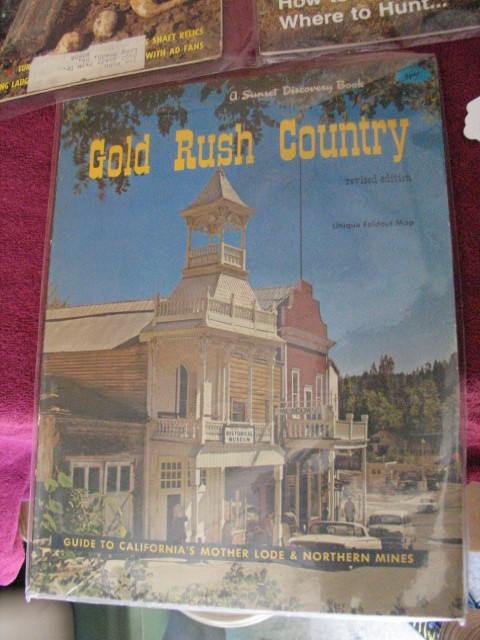 SHAFT RELICS
WITH AD FANS
How
Where to Hunt...
A Sunset Discovery Book
Gold Rush Country
revised edition
Unique Foldout Map
HISTORICAL
MUSEUM
GUIDE TO CALIFORNIA'S MOTHER LODE & NORTHERN MINES